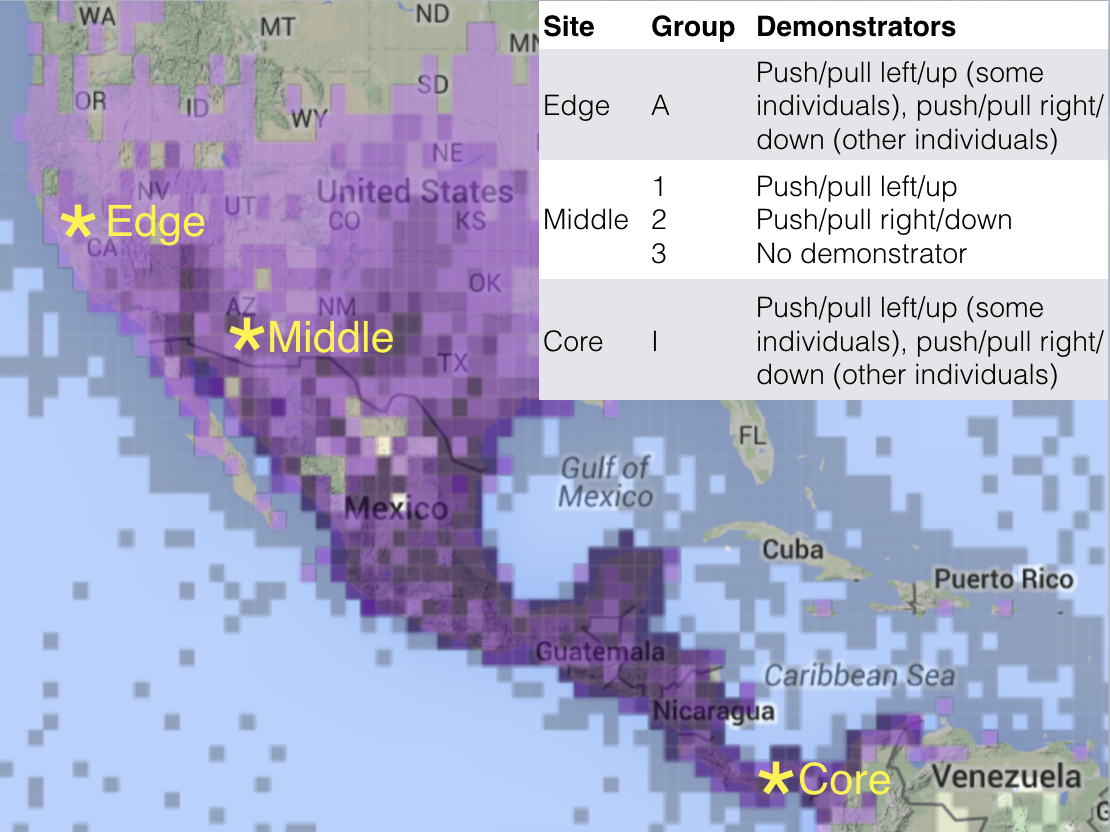 WA
MT
ND
MN
OR
ID
WY
SD
NE
NV
UT
United States
CO
KS
* Edge
CA
OK
AZ
NM
*Middle
TX
Site Group Demonstrators
Edge A Push/pull left/up (some
individuals), push/pull right/
down (other individuals)
Middle
1 Push/pull left/up
2 Push/pull right/down
3 No demonstrator
Core I Push/pull left/up (some
individuals), push/pull right/
down (other individuals)
FL
Gulf of
Mexico
Mexico
Cuba
Puerto Rico
Guatemala
Caribbean Sea
Nicaragua
*Core
Venezuela
G